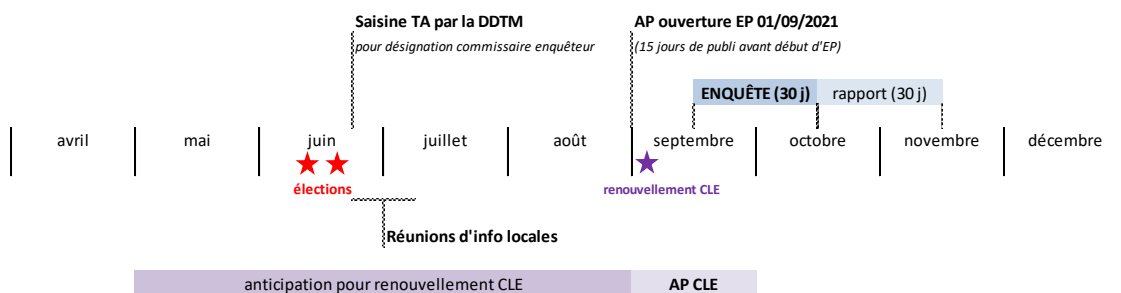 Saisine TA par la DDTM
pour désignation commissaire enquêteur
AP ouverture EP 01/09/2021
(15 jours de publi avant début d'EP)
ENQUÊTE (30 j)
rapport (30 j)
avril
mai
juin
juillet
août
septembre
octobre
novembre
décembre
élections
renouvellement CLE
Réunions d'info locales
anticipation pour renouvellement CLE
AP CLE